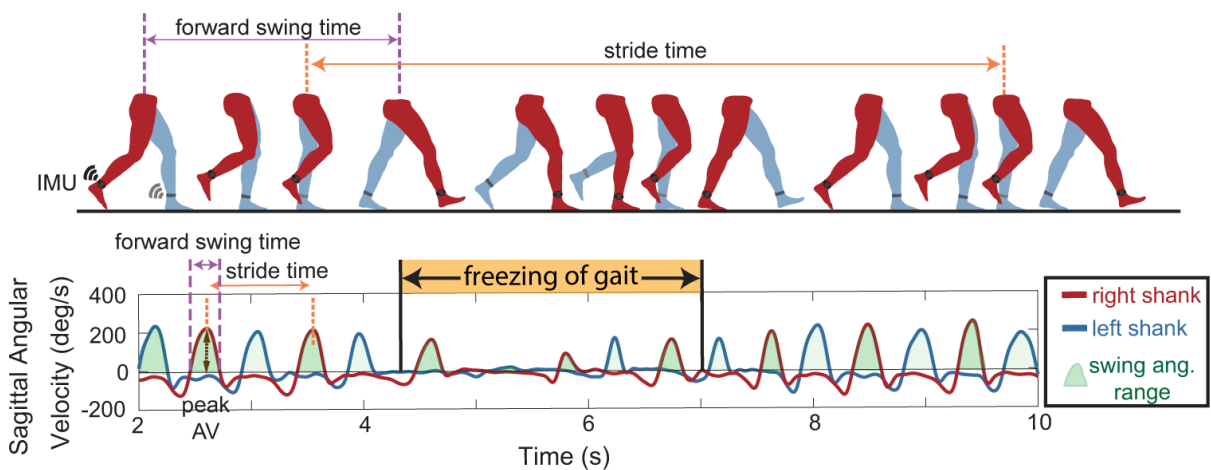 forward swing time
stride time
IMU
forward swing time
stride time
freezing of gait
Sagittal Angular
Velocity (deg/s)
400
200
0
-200
peak
AV
2
4
6
8
10
Time (s)
right shank
left shank
swing ang.
range